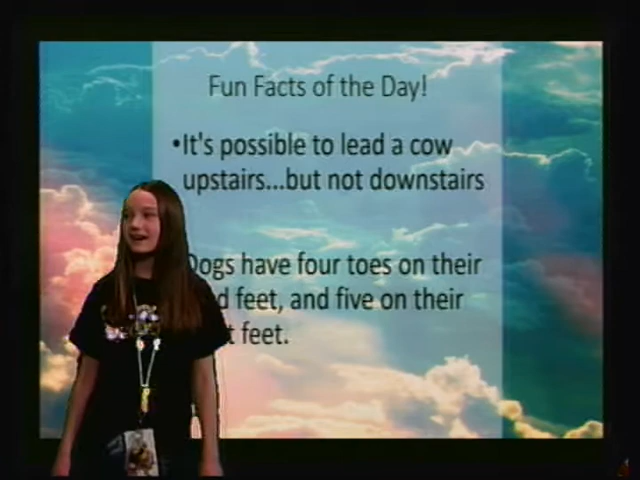 Fun Facts of the Day!
•It's possible to lead a cow
upstairs...but not downstairs
Dogs have four toes on their
feet, and five on their
feet.